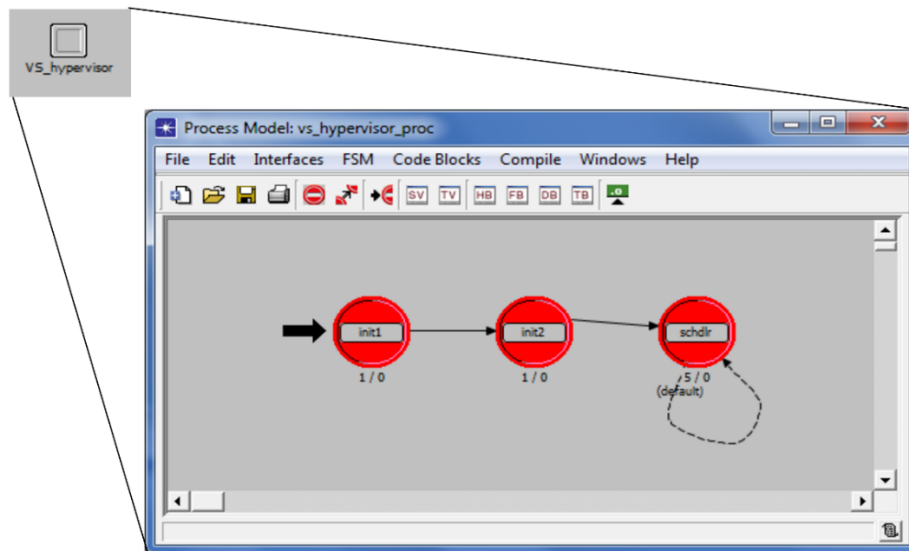 VS_hypervisor
Process Model: vs_hypervisor_proc
File Edit Interfaces FSM Code Blocks Compile Windows Help
SV TV HB FB DB TB
init1 init2 schdlr
1 / 0 1 / 0 5 / 0
(default)